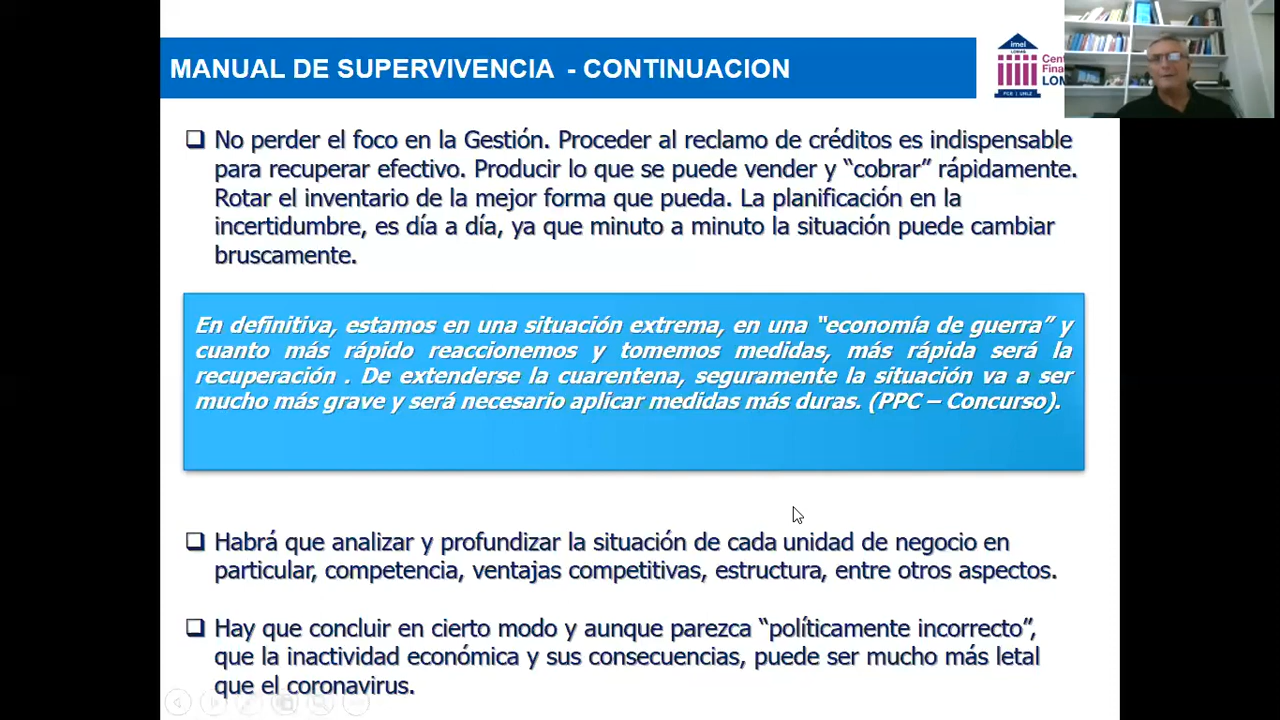 MANUAL DE SUPERVIVENCIA - CONTINUACION
imel
LOMAS
FCE | UNLZ
Cent
Fina
LOM
No perder el foco en la Gestión. Proceder al reclamo de créditos es indispensable
para recuperar efectivo. Producir lo que se puede vender y “cobrar” rápidamente.
Rotar el inventario de la mejor forma que pueda. La planificación en la
incertidumbre, es día a día, ya que minuto a minuto la situación puede cambiar
bruscamente.
En definitiva, estamos en una situación extrema, en una “economía de guerra” y
cuanto más rápido reaccionemos y tomemos medidas, más rápida será la
recuperación . De extenderse la cuarentena, seguramente la situación va a ser
mucho más grave y será necesario aplicar medidas más duras. (PPC – Concurso).
Habrá que analizar y profundizar la situación de cada unidad de negocio en
particular, competencia, ventajas competitivas, estructura, entre otros aspectos.
Hay que concluir en cierto modo y aunque parezca “políticamente incorrecto”,
que la inactividad económica y sus consecuencias, puede ser mucho más letal
que el coronavirus.